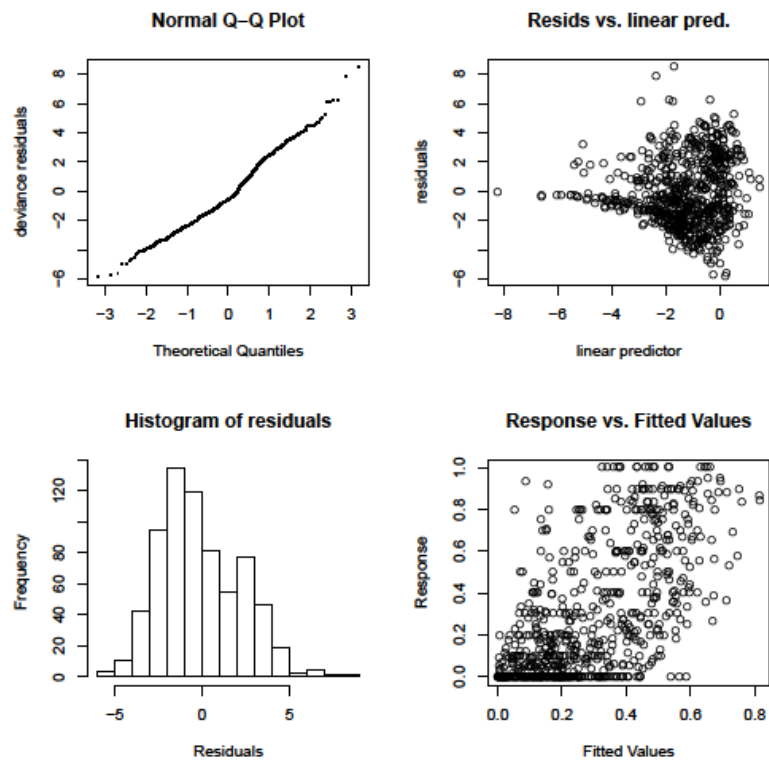 Normal Q−Q Plot
8
6
4
2
0
−2
−6
deviance residuals
−3 −2 −1 0 1 2 3
Theoretical Quantiles
Resids vs. linear pred.
8
6
4
2
0
−2
−6
residuals
−8 −6 −4 −2 0
linear predictor
Histogram of residuals
120
80
60
40
20
0
Frequency
−5 0 5
Residuals
Response vs. Fitted Values
1.0
0.8
0.6
0.4
0.2
0.0
Response
0.0 0.2 0.4 0.6 0.8
Fitted Values